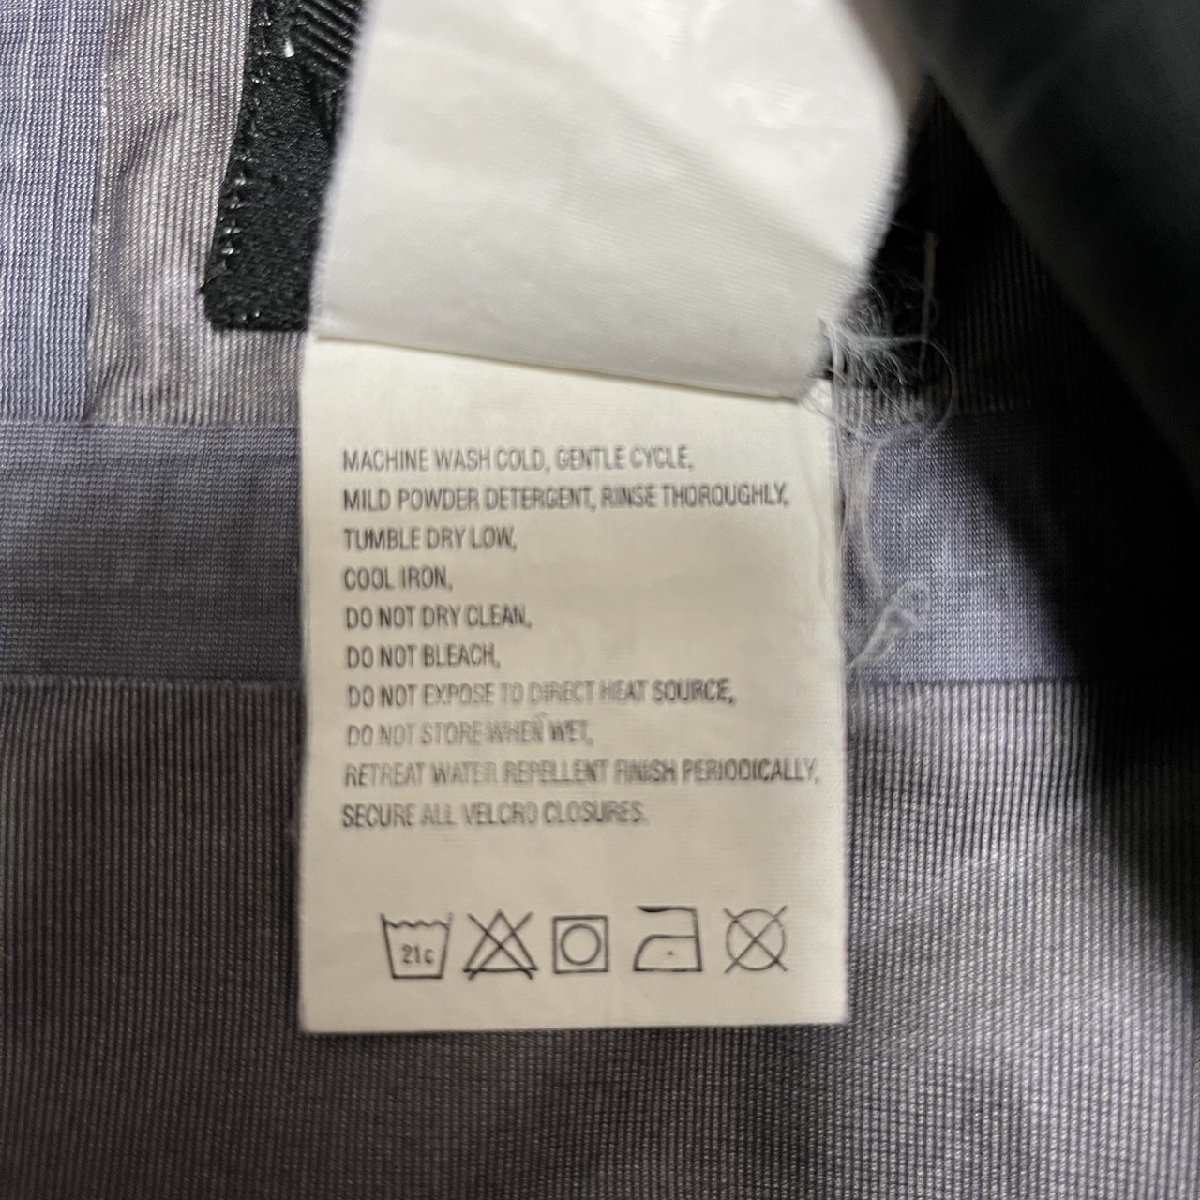 MACHINE WASH COLD, GENTLE CYCLE,
MILD POWDER DETERGENT, RINSE THOROUGHLY,
TUMBLE DRY LOW,
COOL IRON,
DO NOT DRY CLEAN,
DO NOT BLEACH,
DO NOT EXPOSE TO DIRECT HEAT SOURCE,
DO NOT STORE WHEN WET,
RETREAT WATER REPELLENT FINISH PERIODICALLY,
SECURE ALL VELCRO CLOSURES.
21c